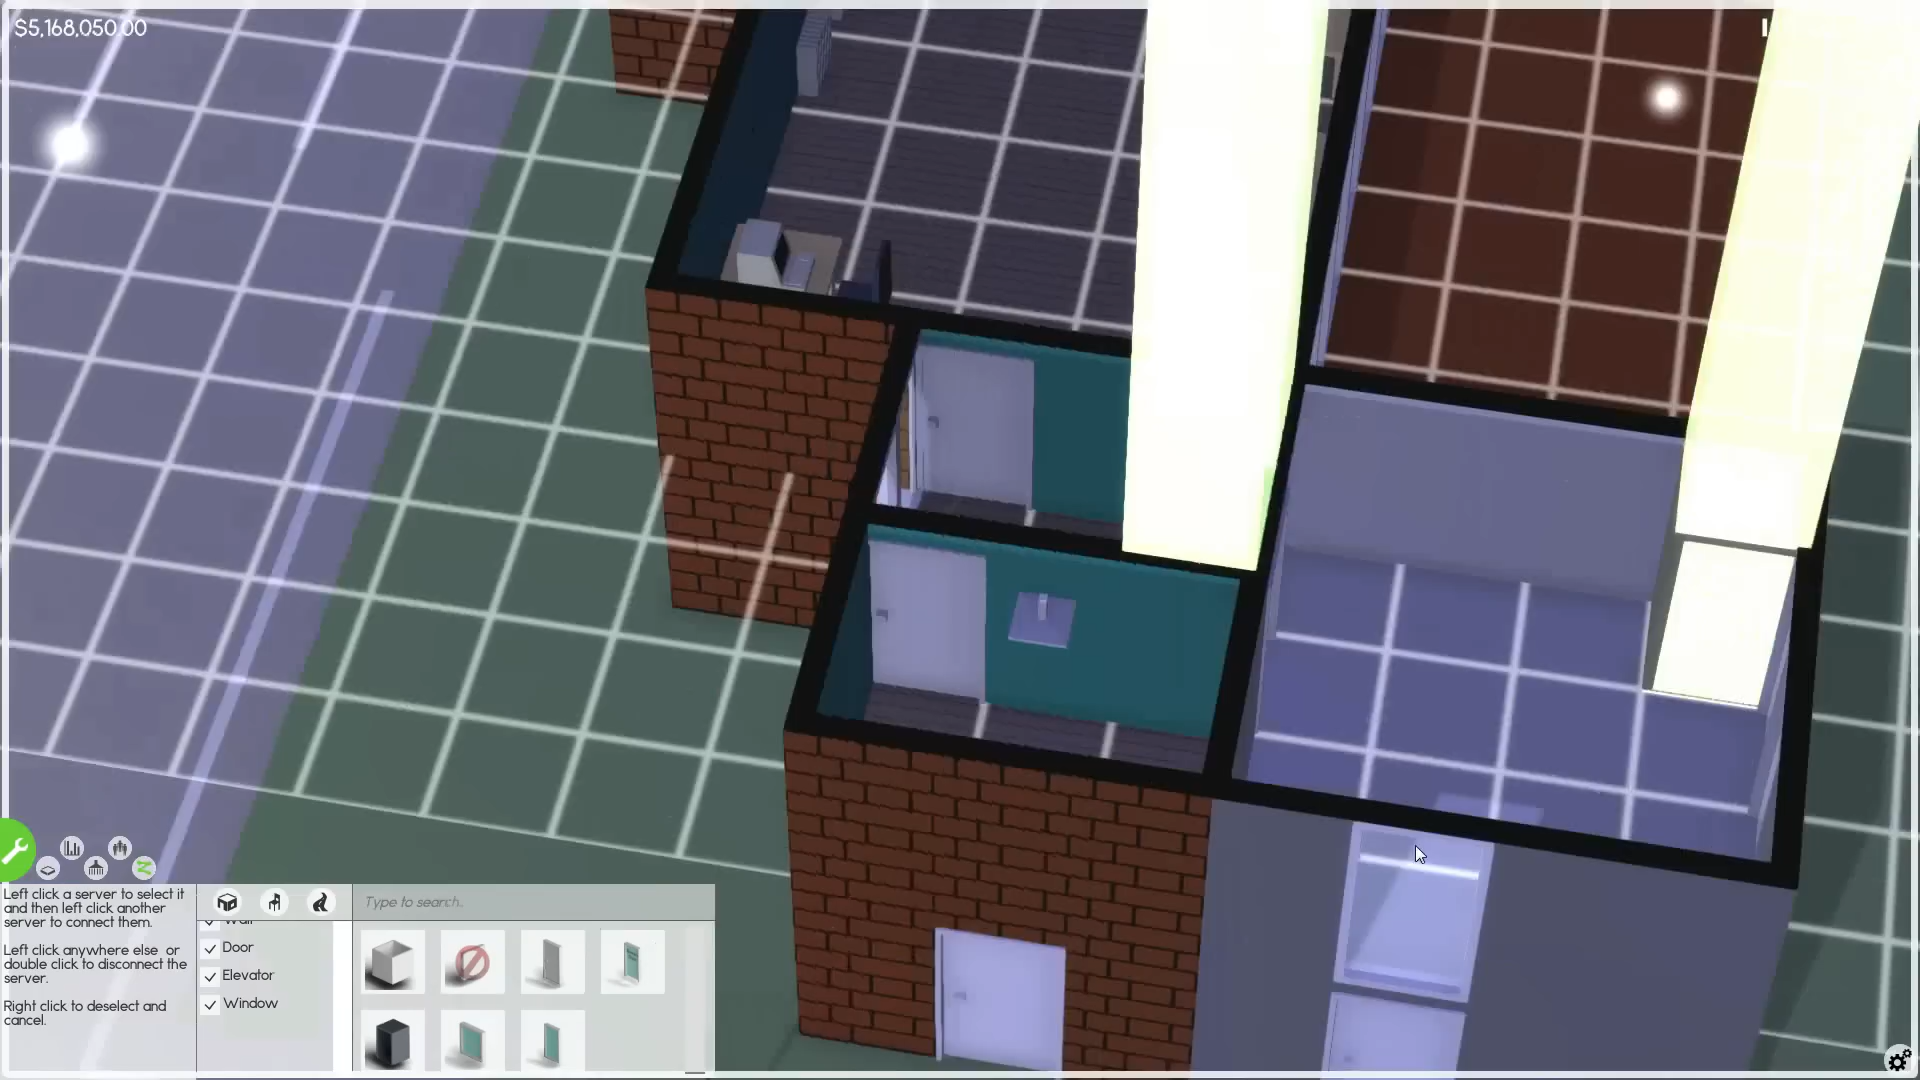 $5,168,050.00
Left click a server to select it
and then left click another
server to connect them.
Left click anywhere else or
double click to disconnect the
server.
Right click to deselect and
cancel.
Wall
Door
Elevator
Window
Type to search.